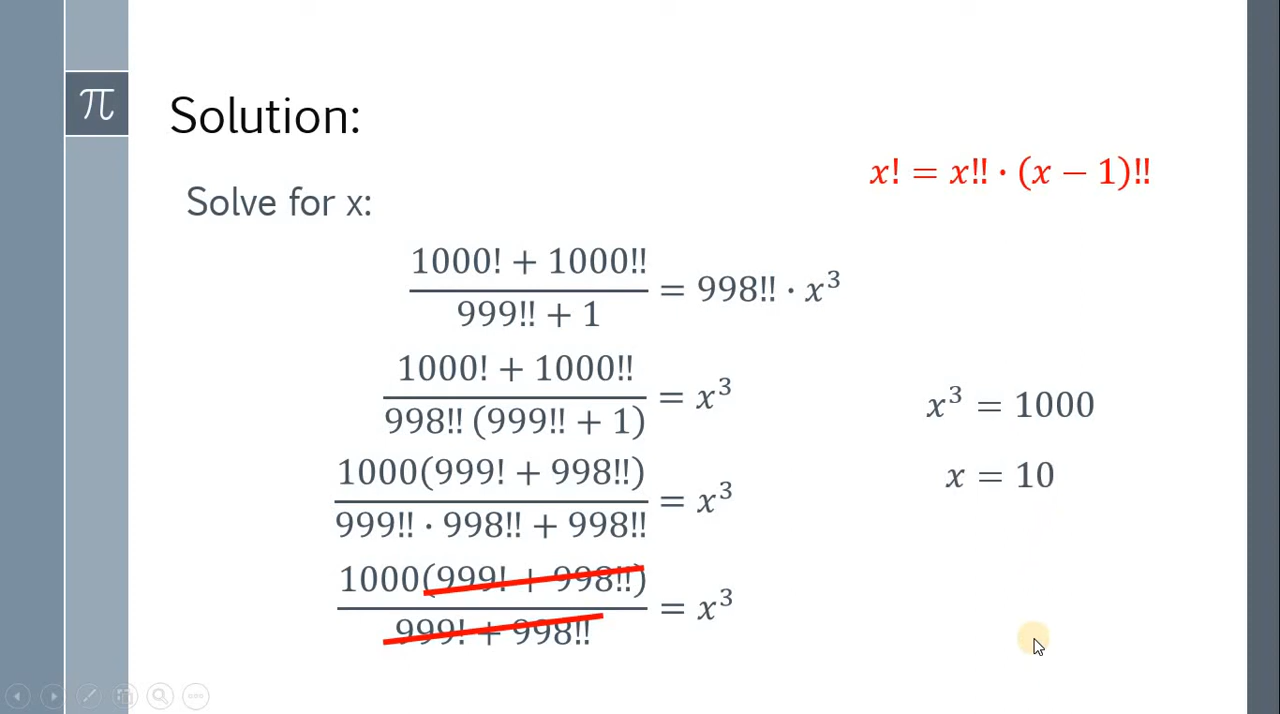 π
Solution:
x! = x!! · (x − 1)!!
Solve for x:
1000! + 1000!!
999!! + 1
= 998!! · x³
1000! + 1000!!
998!! (999!! + 1)
= x³
1000(999! + 998!!)
999!! · 998!! + 998!!
= x³
1000(999! + 998!!)
999! + 998!!
= x³
x³ = 1000
x = 10